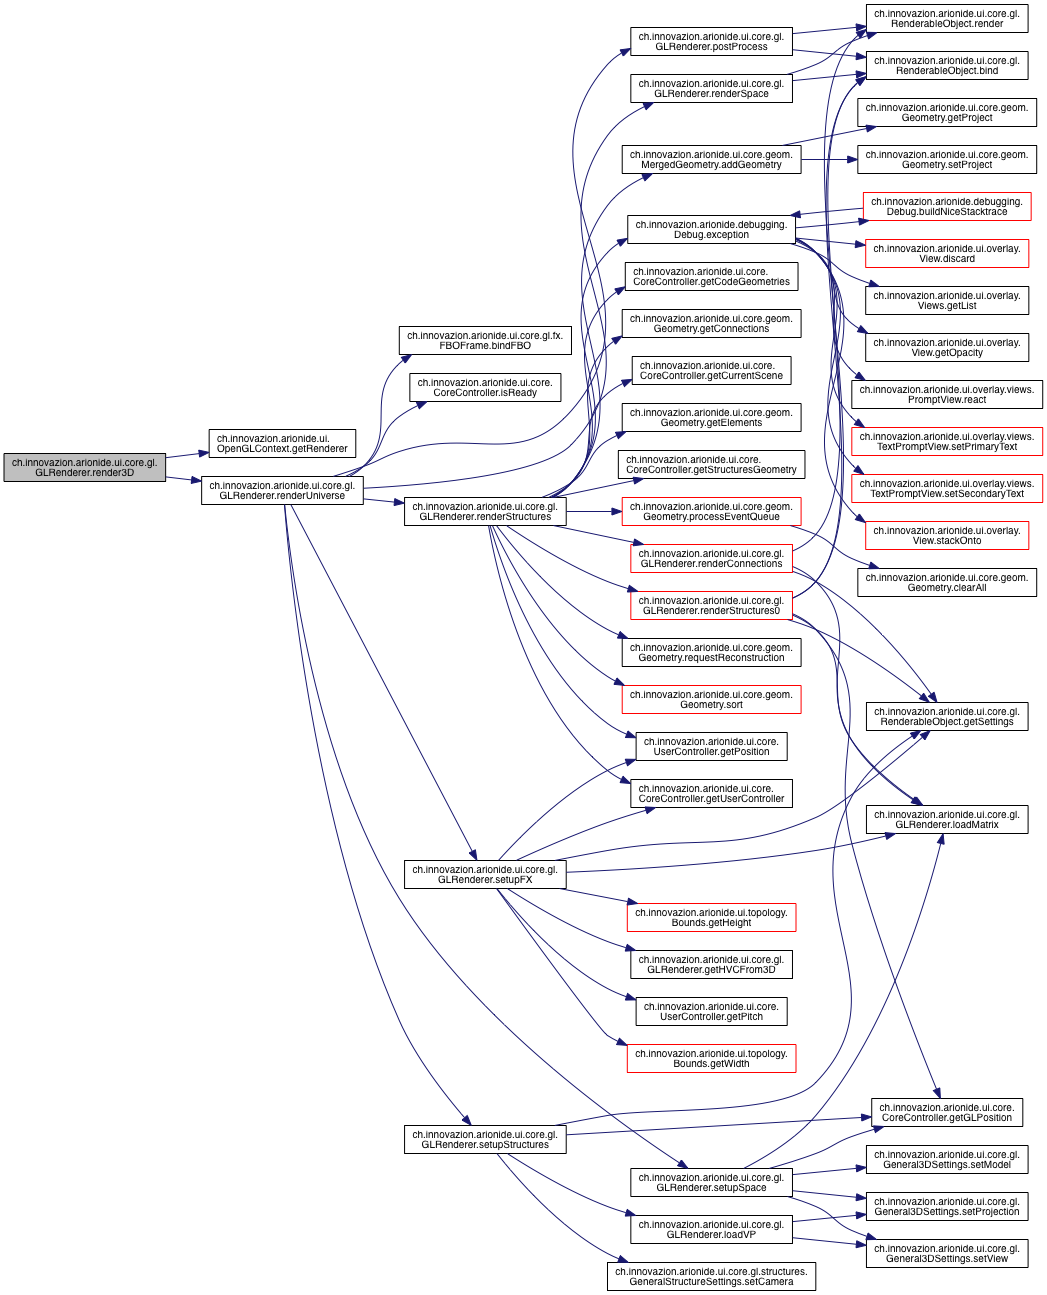 ch.innovazion.arionide.ui.core.gl.
GLRenderer.render3D
ch.innovazion.arionide.ui.
OpenGLContext.getRenderer
ch.innovazion.arionide.ui.core.gl.
GLRenderer.renderUniverse
ch.innovazion.arionide.ui.core.gl.fx.
FBOFrame.bindFBO
ch.innovazion.arionide.ui.core.
CoreController.isReady
ch.innovazion.arionide.ui.core.gl.
GLRenderer.renderStructures
ch.innovazion.arionide.ui.core.gl.
GLRenderer.setupFX
ch.innovazion.arionide.ui.core.gl.
GLRenderer.setupStructures
ch.innovazion.arionide.ui.core.gl.
GLRenderer.postProcess
ch.innovazion.arionide.ui.core.gl.
GLRenderer.renderSpace
ch.innovazion.arionide.ui.core.geom.
MergedGeometry.addGeometry
ch.innovazion.arionide.debugging.
Debug.exception
ch.innovazion.arionide.ui.core.
CoreController.getCodeGeometries
ch.innovazion.arionide.ui.core.geom.
Geometry.getConnections
ch.innovazion.arionide.ui.core.
CoreController.getCurrentScene
ch.innovazion.arionide.ui.core.geom.
Geometry.getElements
ch.innovazion.arionide.ui.core.
CoreController.getStructuresGeometry
ch.innovazion.arionide.ui.core.geom.
Geometry.processEventQueue
ch.innovazion.arionide.ui.core.gl.
GLRenderer.renderConnections
ch.innovazion.arionide.ui.core.gl.
GLRenderer.renderStructures0
ch.innovazion.arionide.ui.core.geom.
Geometry.requestReconstruction
ch.innovazion.arionide.ui.core.geom.
Geometry.sort
ch.innovazion.arionide.ui.core.
UserController.getPosition
ch.innovazion.arionide.ui.core.
CoreController.getUserController
ch.innovazion.arionide.ui.topology.
Bounds.getHeight
ch.innovazion.arionide.ui.core.gl.
GLRenderer.getHVCFrom3D
ch.innovazion.arionide.ui.core.
UserController.getPitch
ch.innovazion.arionide.ui.topology.
Bounds.getWidth
ch.innovazion.arionide.ui.core.gl.
GLRenderer.setupSpace
ch.innovazion.arionide.ui.core.gl.
GLRenderer.loadVP
ch.innovazion.arionide.ui.core.gl.structures.
GeneralStructureSettings.setCamera
ch.innovazion.arionide.ui.core.gl.
RenderableObject.render
ch.innovazion.arionide.ui.core.gl.
RenderableObject.bind
ch.innovazion.arionide.ui.core.geom.
Geometry.getProject
ch.innovazion.arionide.ui.core.geom.
Geometry.setProject
ch.innovazion.arionide.debugging.
Debug.buildNiceStacktrace
ch.innovazion.arionide.ui.overlay.
View.discard
ch.innovazion.arionide.ui.overlay.
Views.getList
ch.innovazion.arionide.ui.overlay.
View.getOpacity
ch.innovazion.arionide.ui.overlay.views.
PromptView.react
ch.innovazion.arionide.ui.overlay.views.
TextPromptView.setPrimaryText
ch.innovazion.arionide.ui.overlay.views.
TextPromptView.setSecondaryText
ch.innovazion.arionide.ui.overlay.
View.stackOnto
ch.innovazion.arionide.ui.core.geom.
Geometry.clearAll
ch.innovazion.arionide.ui.core.gl.
RenderableObject.getSettings
ch.innovazion.arionide.ui.core.gl.
GLRenderer.loadMatrix
ch.innovazion.arionide.ui.core.
CoreController.getGLPosition
ch.innovazion.arionide.ui.core.gl.
General3DSettings.setModel
ch.innovazion.arionide.ui.core.gl.
General3DSettings.setProjection
ch.innovazion.arionide.ui.core.gl.
General3DSettings.setView